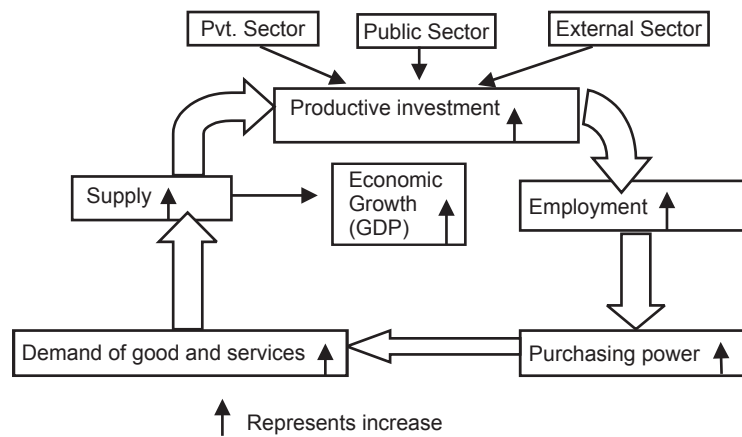 Pvt. Sector
Public Sector
External Sector
Productive investment
Supply
Economic
Growth
(GDP)
Employment
Demand of good and services
Purchasing power
Represents increase